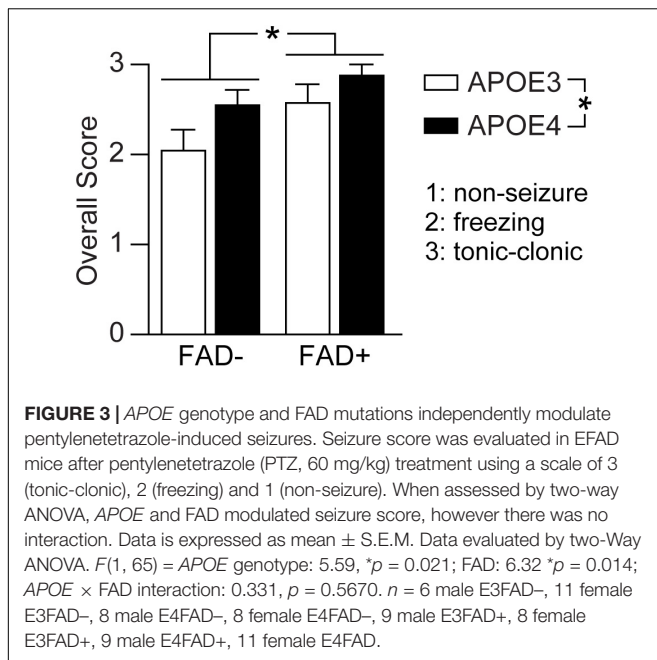 *
3
2
1
0
Overall Score
FAD-
FAD+
APOE3
APOE4
*
1: non-seizure
2: freezing
3: tonic-clonic
FIGURE 3 | APOE genotype and FAD mutations independently modulate
pentylenetetrazole-induced seizures. Seizure score was evaluated in EFAD
mice after pentylenetetrazole (PTZ, 60 mg/kg) treatment using a scale of 3
(tonic-clonic), 2 (freezing) and 1 (non-seizure). When assessed by two-way
ANOVA, APOE and FAD modulated seizure score, however there was no
interaction. Data is expressed as mean ± S.E.M. Data evaluated by two-Way
ANOVA. F(1, 65) = APOE genotype: 5.59, *p = 0.021; FAD: 6.32 *p = 0.014;
APOE × FAD interaction: 0.331, p = 0.5670. n = 6 male E3FAD–, 11 female
E3FAD–, 8 male E4FAD–, 8 female E4FAD–, 9 male E3FAD+, 8 female
E3FAD+, 9 male E4FAD+, 11 female E4FAD.